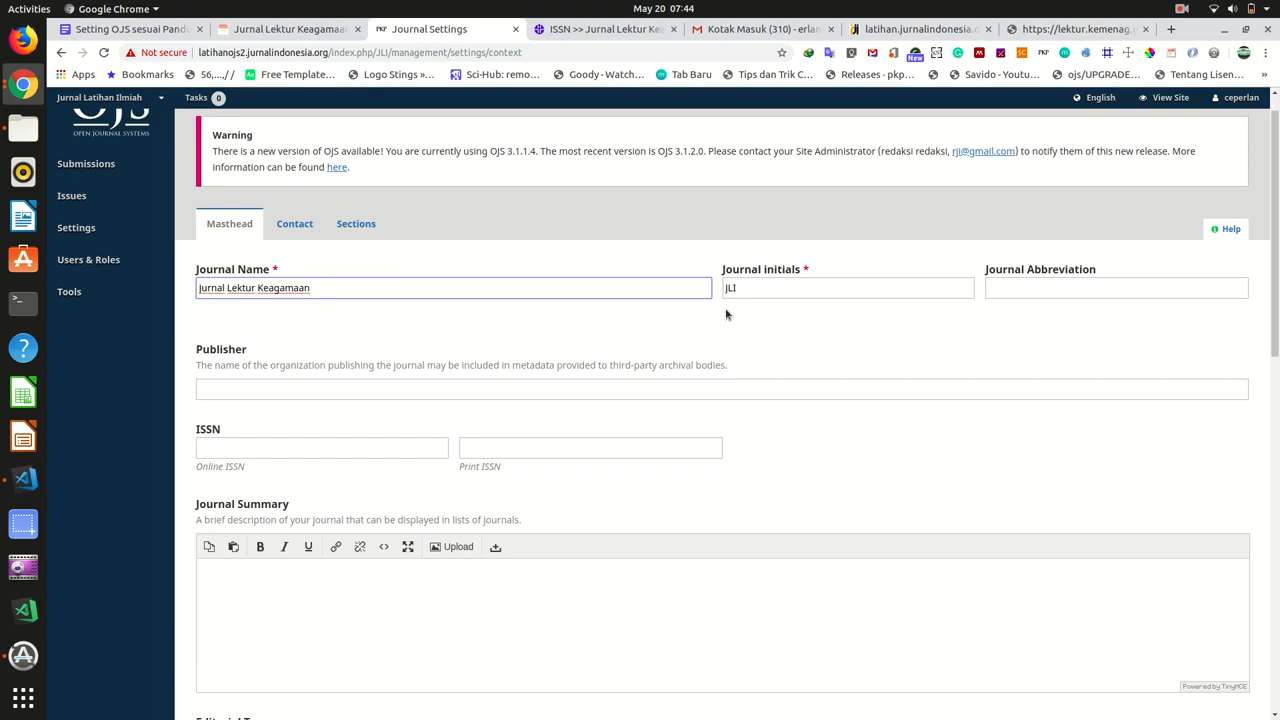 Activities
Google Chrome
May 20 07:44
Setting OJS sesuai Pand
Jurnal Lektur Keagamaan
Journal Settings
ISSN >> Jurnal Lektur Kea
Kotak Masuk (310) - erlan
latihan.jurnalindonesia.c
https://lektur.kemenag.
Not secure
latihanojs2.jurnalindonesia.org/index.php/JLI/management/settings/context
New
PKP
Apps
Bookmarks
56,...,//
Free Template...
Logo Stings »...
Sci-Hub: remo...
Goody - Watch...
Tab Baru
Tips dan Trik C...
Releases · pkp...
Savido - Youtu...
ojs/UPGRADE...
Tentang Lisen...
»
Jurnal Latihan Ilmiah
Tasks 0
English
View Site
ceperlan
OJS
OPEN JOURNAL SYSTEMS
Submissions
Issues
Settings
Users & Roles
Tools
Warning
There is a new version of OJS available! You are currently using OJS 3.1.1.4. The most recent version is OJS 3.1.2.0. Please contact your Site Administrator (redaksi redaksi, rji@gmail.com) to notify them of this new release. More
information can be found here.
Masthead
Contact
Sections
Help
Journal Name *
Journal initials *
Journal Abbreviation
Jurnal Lektur Keagamaan
JLI
Publisher
The name of the organization publishing the journal may be included in metadata provided to third-party archival bodies.
ISSN
Online ISSN
Print ISSN
Journal Summary
A brief description of your journal that can be displayed in lists of journals.
B I U
Upload
Powered by TinyMCE